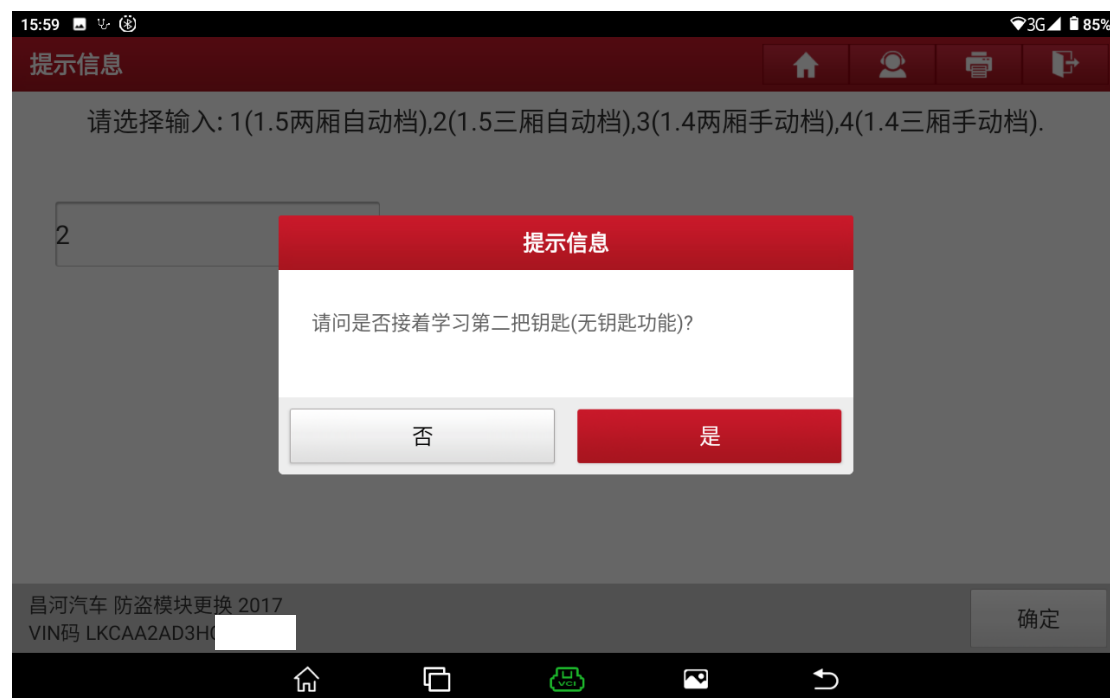 15:59
3G 85%
提示信息
请选择输入: 1(1.5两厢自动档),2(1.5三厢自动档),3(1.4两厢手动档),4(1.4三厢手动档).
2
提示信息
请问是否接着学习第二把钥匙(无钥匙功能)?
否
是
昌河汽车 防盗模块更换 2017
VIN码 LKCAA2AD3H
确定
VCI